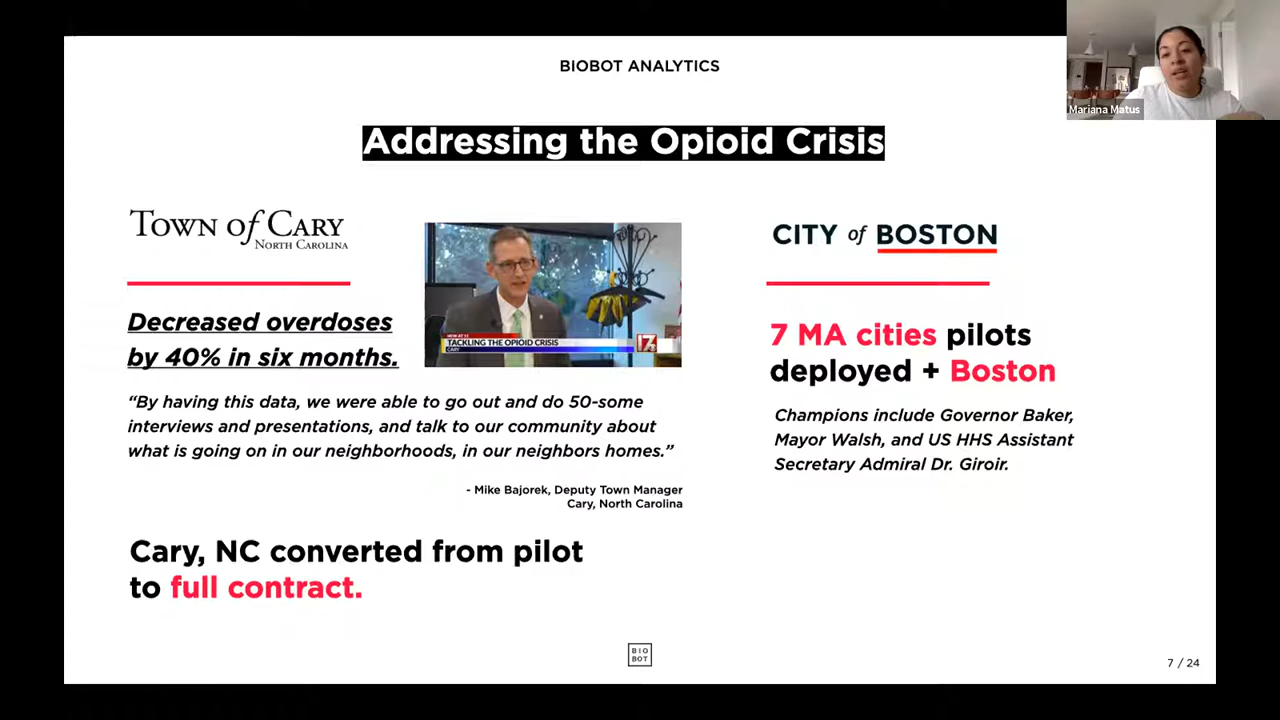 BIOBOT ANALYTICS
Mariana Matus
Addressing the Opioid Crisis
TOWN of CARY
NORTH CAROLINA
Decreased overdoses
by 40% in six months.
NEW AT 11
TACKLING THE OPIOID CRISIS
CARY
17
“By having this data, we were able to go out and do 50-some
interviews and presentations, and talk to our community about
what is going on in our neighborhoods, in our neighbors homes.”
- Mike Bajorek, Deputy Town Manager
Cary, North Carolina
Cary, NC converted from pilot
to full contract.
CITY of BOSTON
7 MA cities pilots
deployed + Boston
Champions include Governor Baker,
Mayor Walsh, and US HHS Assistant
Secretary Admiral Dr. Giroir.
BIO
BOT
7 / 24